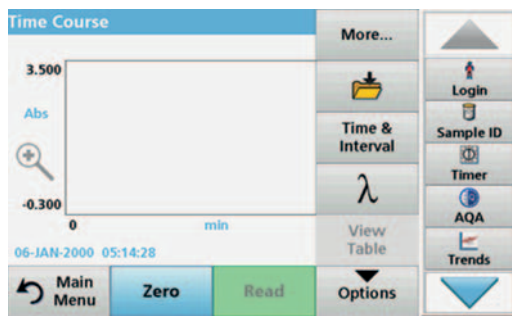 Time Course
3.500
Abs
-0.300
0
min
06-JAN-2000 05:14:28
Main
Menu
Zero
Read
More...
Time &
Interval
λ
View
Table
Options
Login
Sample ID
Timer
AQA
Trends